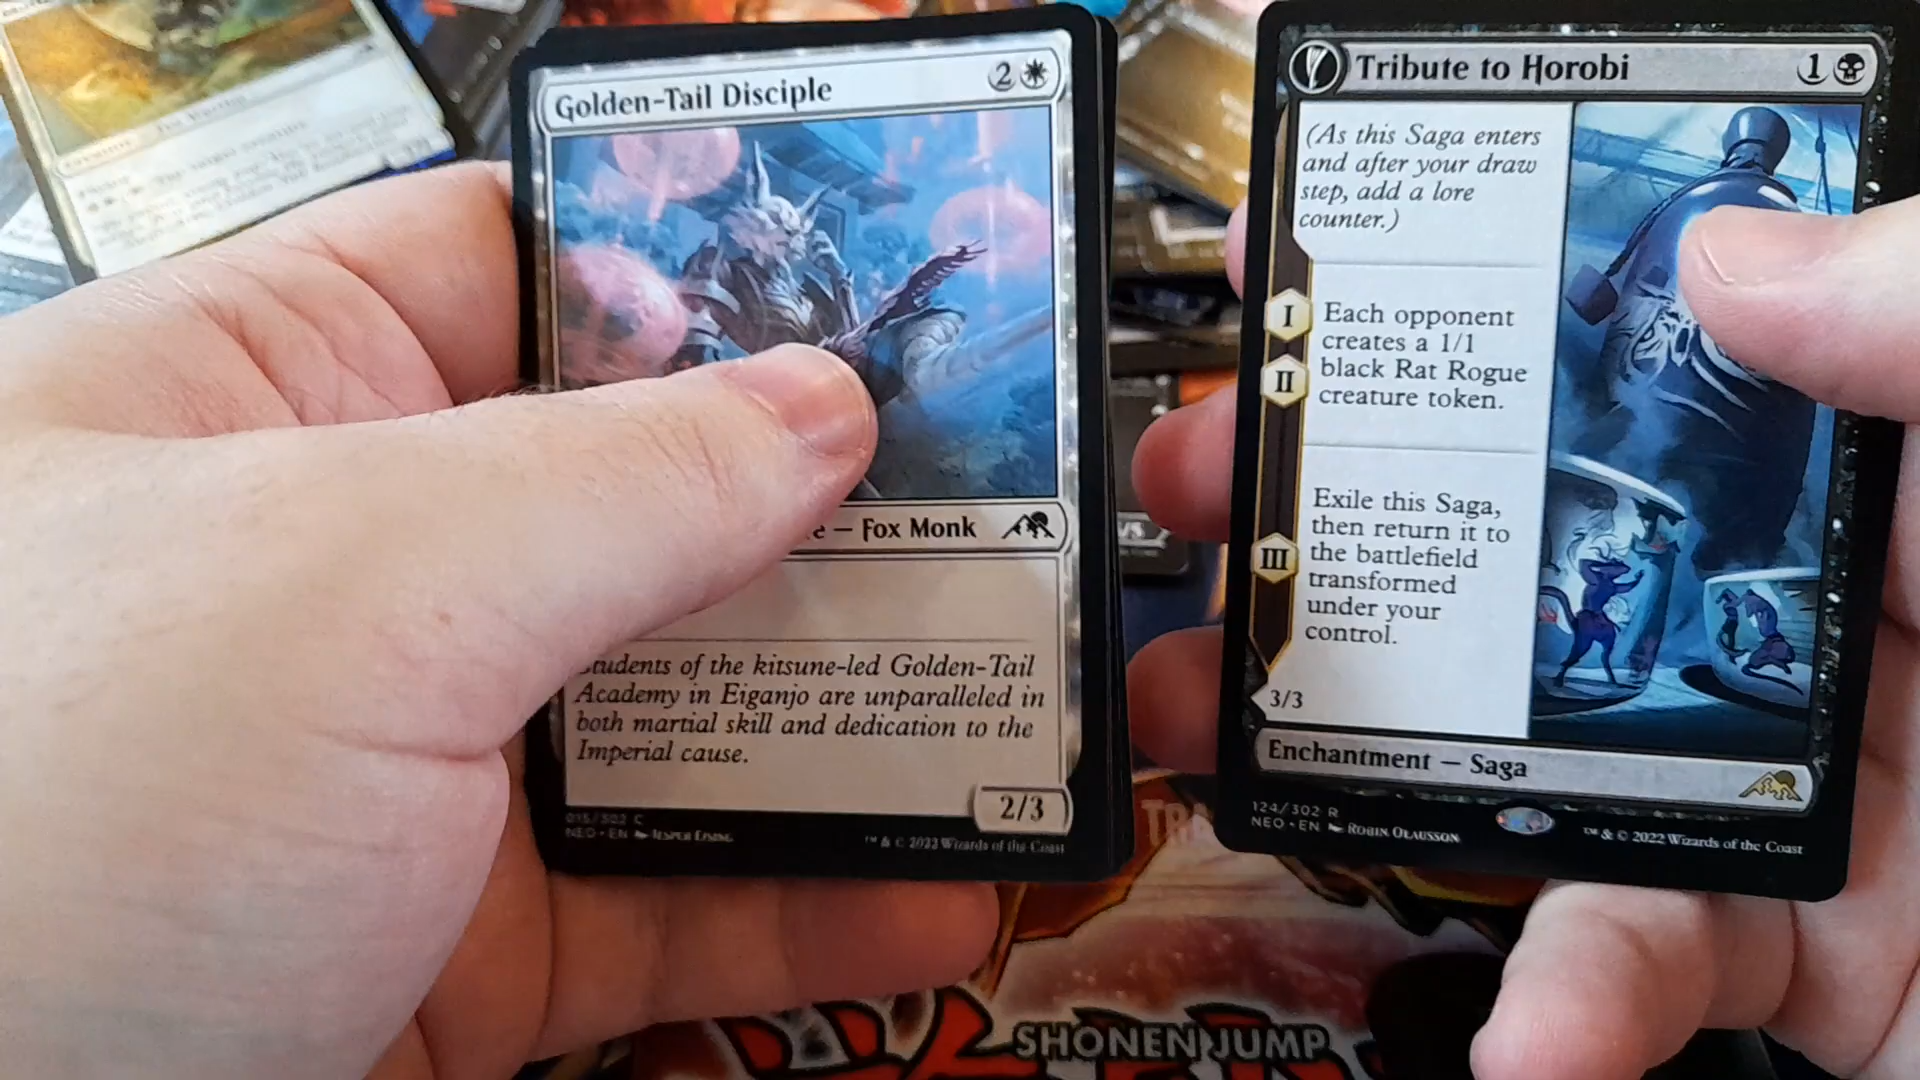 Golden-Tail Disciple 2
e — Fox Monk
Students of the kitsune-led Golden-Tail
Academy in Eiganjo are unparalleled in
both martial skill and dedication to the
Imperial cause.
2/3
015/302 C
NEO • EN
™ & © 2022 Wizards of the Coast
Tribute to Horobi 1
(As this Saga enters
and after your draw
step, add a lore
counter.)
I
II
Each opponent
creates a 1/1
black Rat Rogue
creature token.
III
Exile this Saga,
then return it to
the battlefield
transformed
under your
control.
3/3
Enchantment — Saga
124/302 R
NEO • EN ROBIN OLAUSSON
™ & © 2022 Wizards of the Coast
TRA
SHONEN JUMP